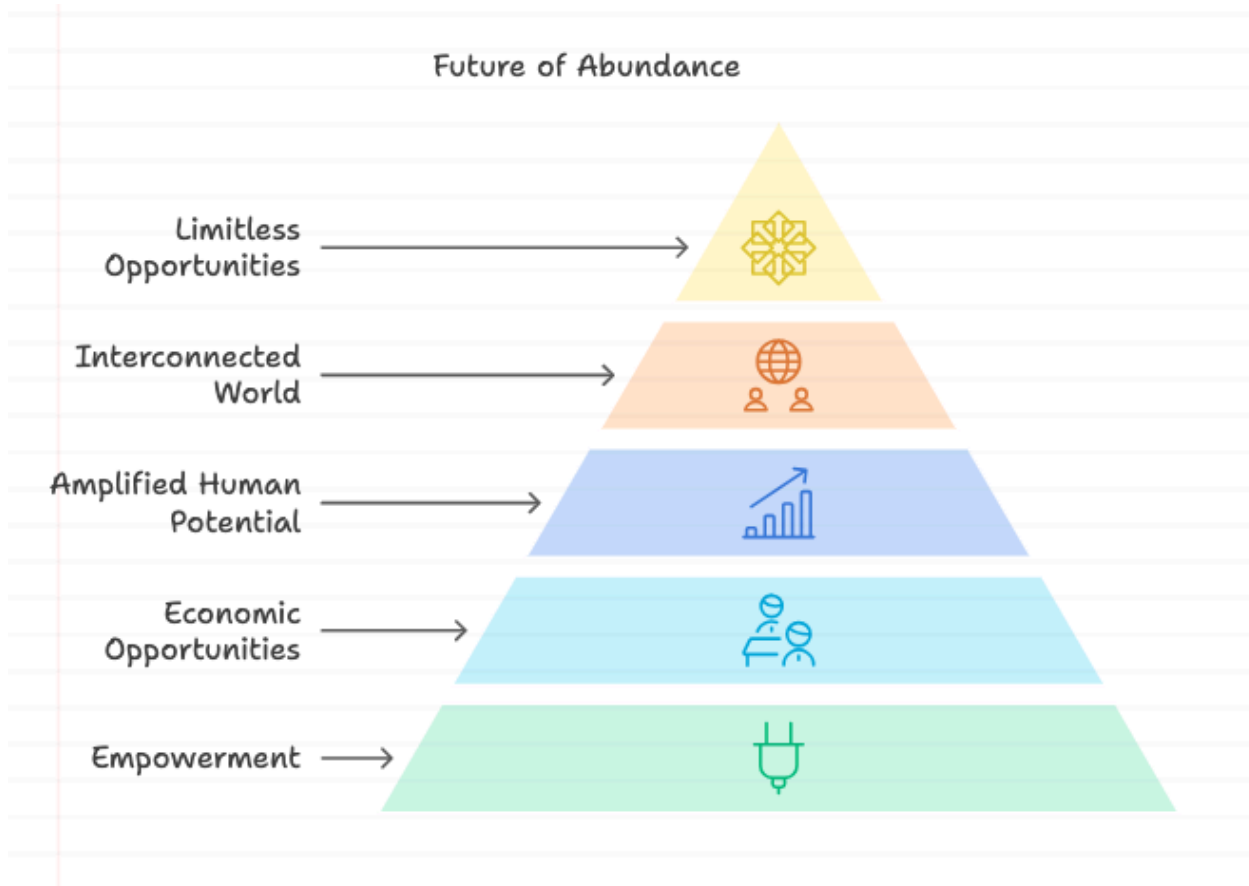 Future of Abundance
Limitless
Opportunities
Interconnected
World
Amplified Human
Potential
Economic
Opportunities
Empowerment